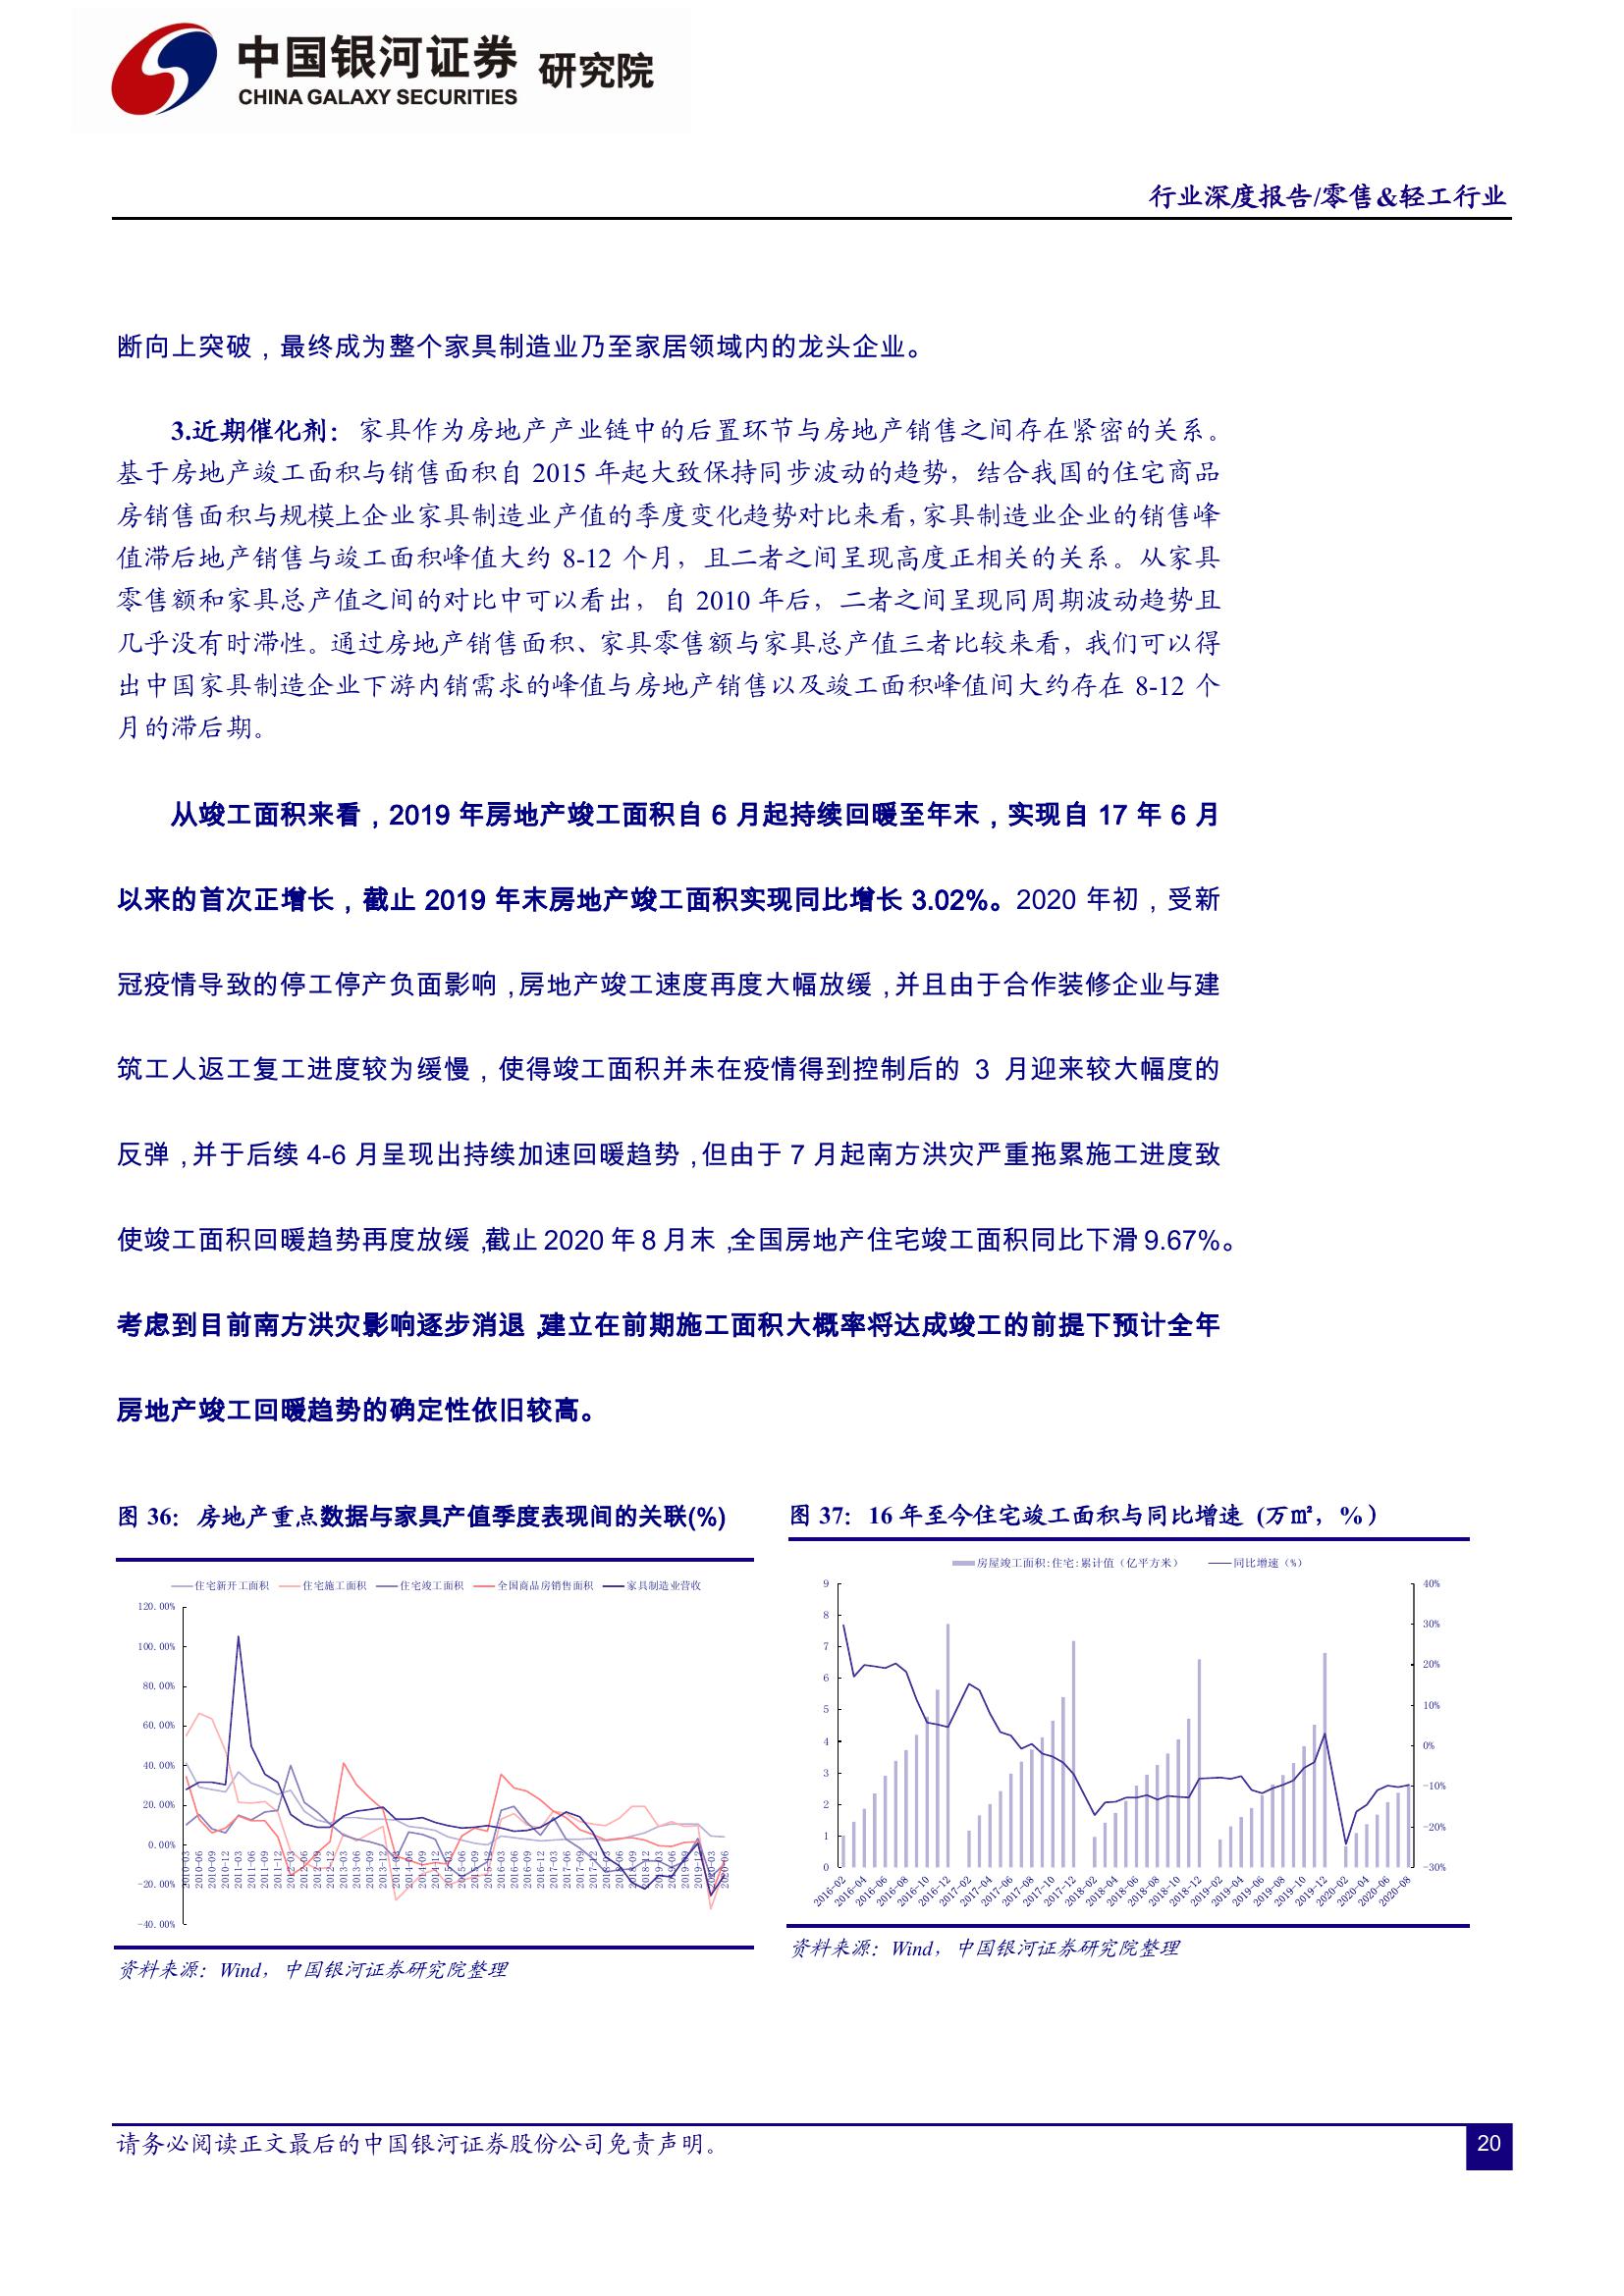 中国银河证券 研究院
CHINA GALAXY SECURITIES
行业深度报告/零售&轻工行业
断向上突破，最终成为整个家具制造业乃至家居领域内的龙头企业。
3.近期催化剂：家具作为房地产产业链中的后置环节与房地产销售之间存在紧密的关系。
基于房地产竣工面积与销售面积自 2015 年起大致保持同步波动的趋势，结合我国的住宅商品
房销售面积与规模上企业家具制造业产值的季度变化趋势对比来看，家具制造业企业的销售峰
值滞后地产销售与竣工面积峰值大约 8-12 个月，且二者之间呈现高度正相关的关系。从家具
零售额和家具总产值之间的对比中可以看出，自 2010 年后，二者之间呈现同周期波动趋势且
几乎没有时滞性。通过房地产销售面积、家具零售额与家具总产值三者比较来看，我们可以得
出中国家具制造企业下游内销需求的峰值与房地产销售以及竣工面积峰值间大约存在 8-12 个
月的滞后期。
从竣工面积来看，2019 年房地产竣工面积自 6 月起持续回暖至年末，实现自 17 年 6 月
以来的首次正增长，截止 2019 年末房地产竣工面积实现同比增长 3.02%。2020 年初，受新
冠疫情导致的停工停产负面影响，房地产竣工速度再度大幅放缓，并且由于合作装修企业与建
筑工人返工复工进度较为缓慢，使得竣工面积并未在疫情得到控制后的 3 月迎来较大幅度的
反弹，并于后续 4-6 月呈现出持续加速回暖趋势，但由于 7 月起南方洪灾严重拖累施工进度致
使竣工面积回暖趋势再度放缓，截止 2020 年 8 月末，全国房地产住宅竣工面积同比下滑 9.67%。
考虑到目前南方洪灾影响逐步消退，建立在前期施工面积大概率将达成竣工的前提下预计全年
房地产竣工回暖趋势的确定性依旧较高。
图 36：房地产重点数据与家具产值季度表现间的关联(%)
住宅新开工面积 住宅施工面积 住宅竣工面积 全国商品房销售面积 家具制造业营收
120.00%
100.00%
80.00%
60.00%
40.00%
20.00%
0.00%
-20.00%
-40.00%
2010-03 2010-06 2010-09 2010-12 2011-03 2011-06 2011-09 2011-12 2012-03 2012-06 2012-09 2012-12 2013-03 2013-06 2013-09 2013-12 2014-03 2014-06 2014-09 2014-12 2015-03 2015-06 2015-09 2015-12 2016-03 2016-06 2016-09 2016-12 2017-03 2017-06 2017-09 2017-12 2018-03 2018-06 2018-09 2018-12 2019-03 2019-06 2019-09 2019-12 2020-03 2020-06
资料来源：Wind，中国银河证券研究院整理
图 37：16 年至今住宅竣工面积与同比增速 (万㎡，%）
房屋竣工面积:住宅:累计值（亿平方米） 同比增速（%）
9
8
7
6
5
4
3
2
1
0
40%
30%
20%
10%
0%
-10%
-20%
-30%
2016-02 2016-04 2016-06 2016-08 2016-10 2016-12 2017-02 2017-04 2017-06 2017-08 2017-10 2017-12 2018-02 2018-04 2018-06 2018-08 2018-10 2018-12 2019-02 2019-04 2019-06 2019-08 2019-10 2019-12 2020-02 2020-04 2020-06 2020-08
资料来源：Wind，中国银河证券研究院整理
请务必阅读正文最后的中国银河证券股份公司免责声明。
20